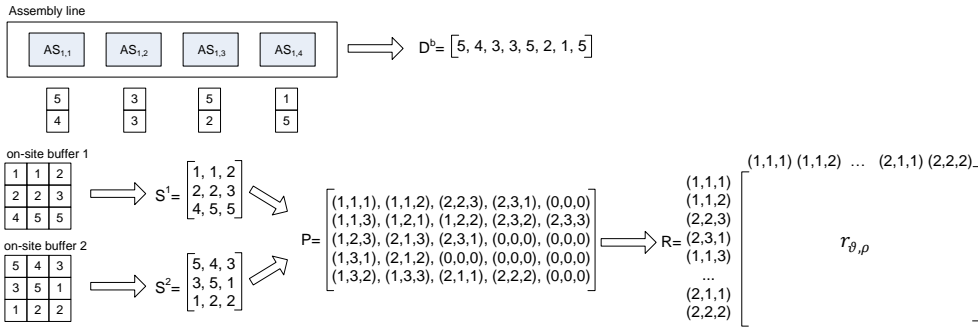 Assembly line
AS1,1 AS1,2 AS1,3 AS1,4
D^b= [5, 4, 3, 3, 5, 2, 1, 5]
5 3 5 1
4 3 2 5
on-site buffer 1
1 1 2
2 2 3
4 5 5
S^1= [1, 1, 2
2, 2, 3
4, 5, 5]
on-site buffer 2
5 4 3
3 5 1
1 2 2
S^2= [5, 4, 3
3, 5, 1
1, 2, 2]
P= [(1,1,1), (1,1,2), (2,2,3), (2,3,1), (0,0,0)
(1,1,3), (1,2,1), (1,2,2), (2,3,2), (2,3,3)
(1,2,3), (2,1,3), (2,3,1), (0,0,0), (0,0,0)
(1,3,1), (2,1,2), (0,0,0), (0,0,0), (0,0,0)
(1,3,2), (1,3,3), (2,1,1), (2,2,2), (0,0,0)]
(1,1,1) (1,1,2) ... (2,1,1) (2,2,2)
R=
(1,1,1)
(1,1,2)
(2,2,3)
(2,3,1)
(1,1,3)
...
(2,1,1)
(2,2,2)
r_ϑ,ρ